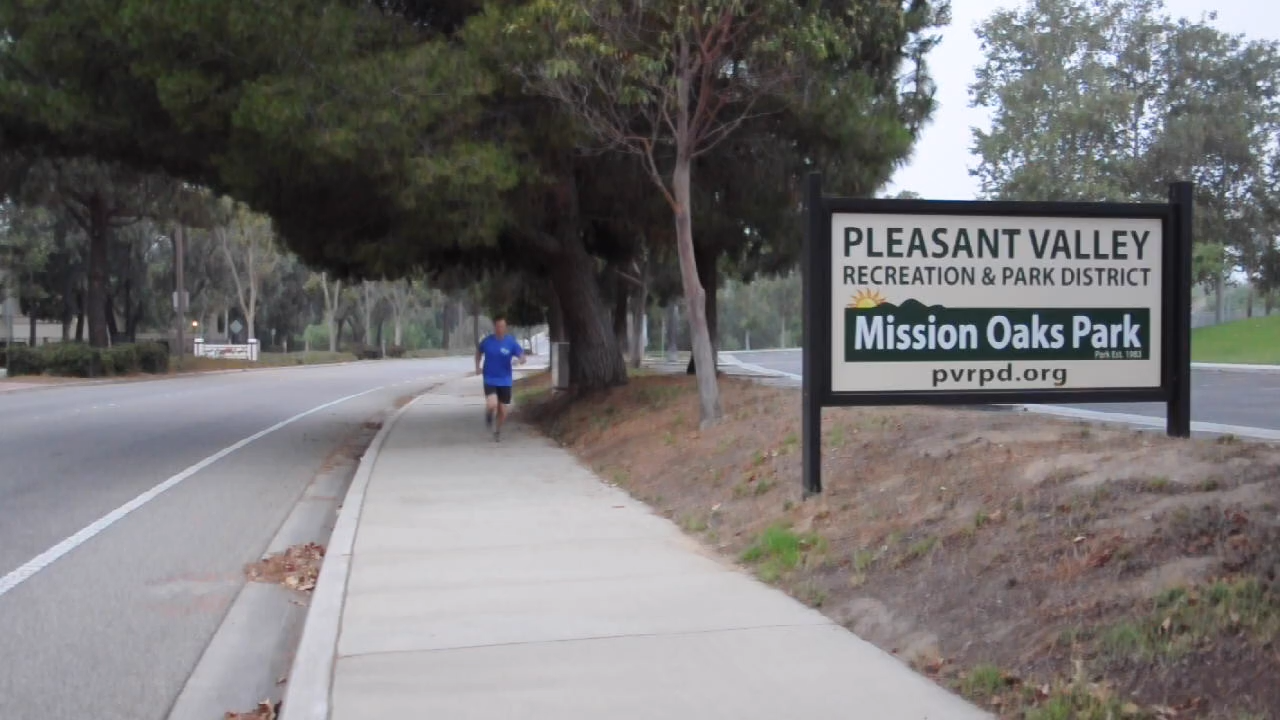 PLEASANT VALLEY
RECREATION & PARK DISTRICT
Mission Oaks Park
Park Est. 1983
pvrpd.org